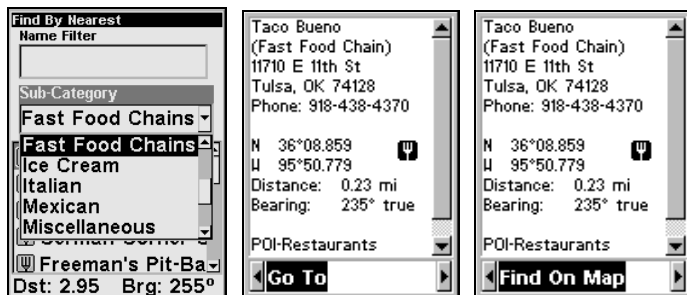 Find By Nearest
Name Filter
Sub-Category
Fast Food Chains
Fast Food Chains
Ice Cream
Italian
Mexican
Miscellaneous
Freeman's Pit-Ba
Dst: 2.95 Brg: 255°
Taco Bueno
(Fast Food Chain)
11710 E 11th St
Tulsa, OK 74128
Phone: 918-438-4370
N 36°08.859
W 95°50.779
Distance: 0.23 mi
Bearing: 235° true
POI-Restaurants
Go To
Taco Bueno
(Fast Food Chain)
11710 E 11th St
Tulsa, OK 74128
Phone: 918-438-4370
N 36°08.859
W 95°50.779
Distance: 0.23 mi
Bearing: 235° true
POI-Restaurants
Find On Map